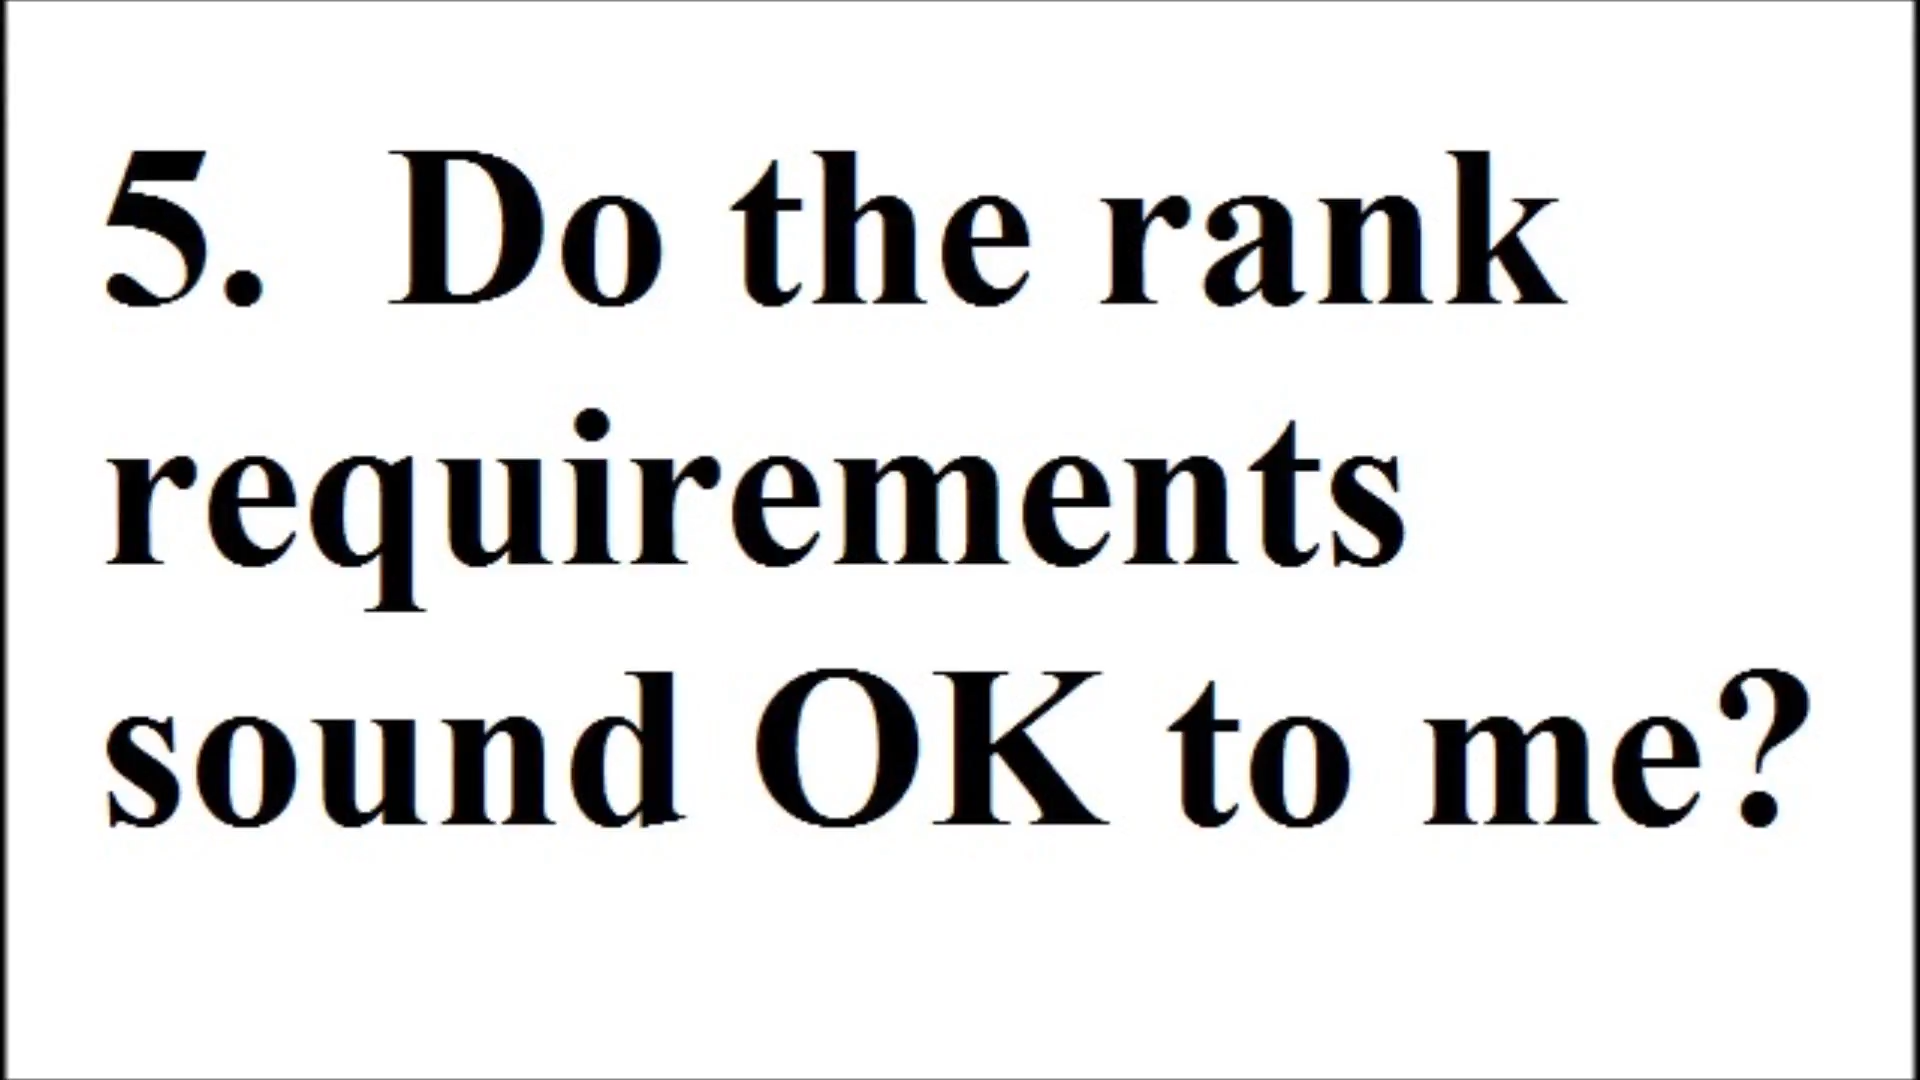 5.  Do the rank
requirements
sound OK to me?